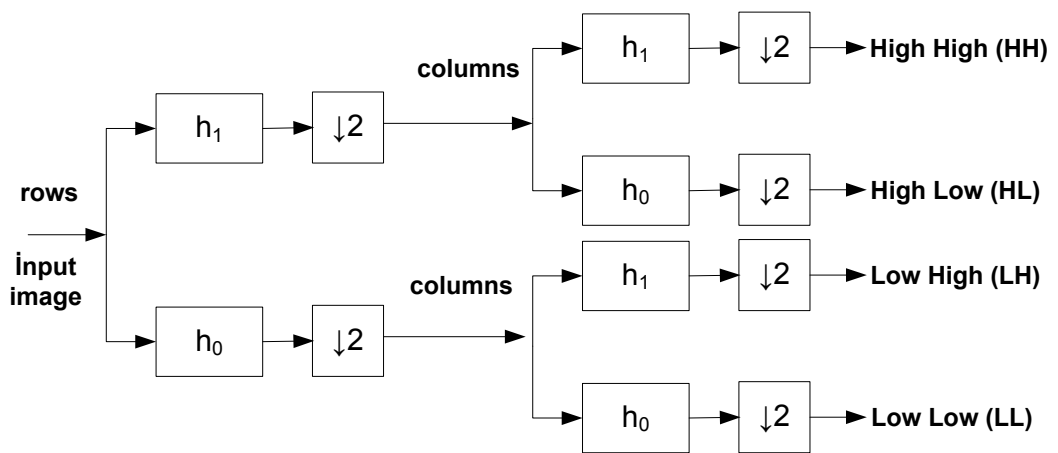 h₁
↓2
High High (HH)
columns
h₁
↓2
h₀
↓2
High Low (HL)
rows
İnput
image
h₁
↓2
Low High (LH)
columns
h₀
↓2
h₀
↓2
Low Low (LL)